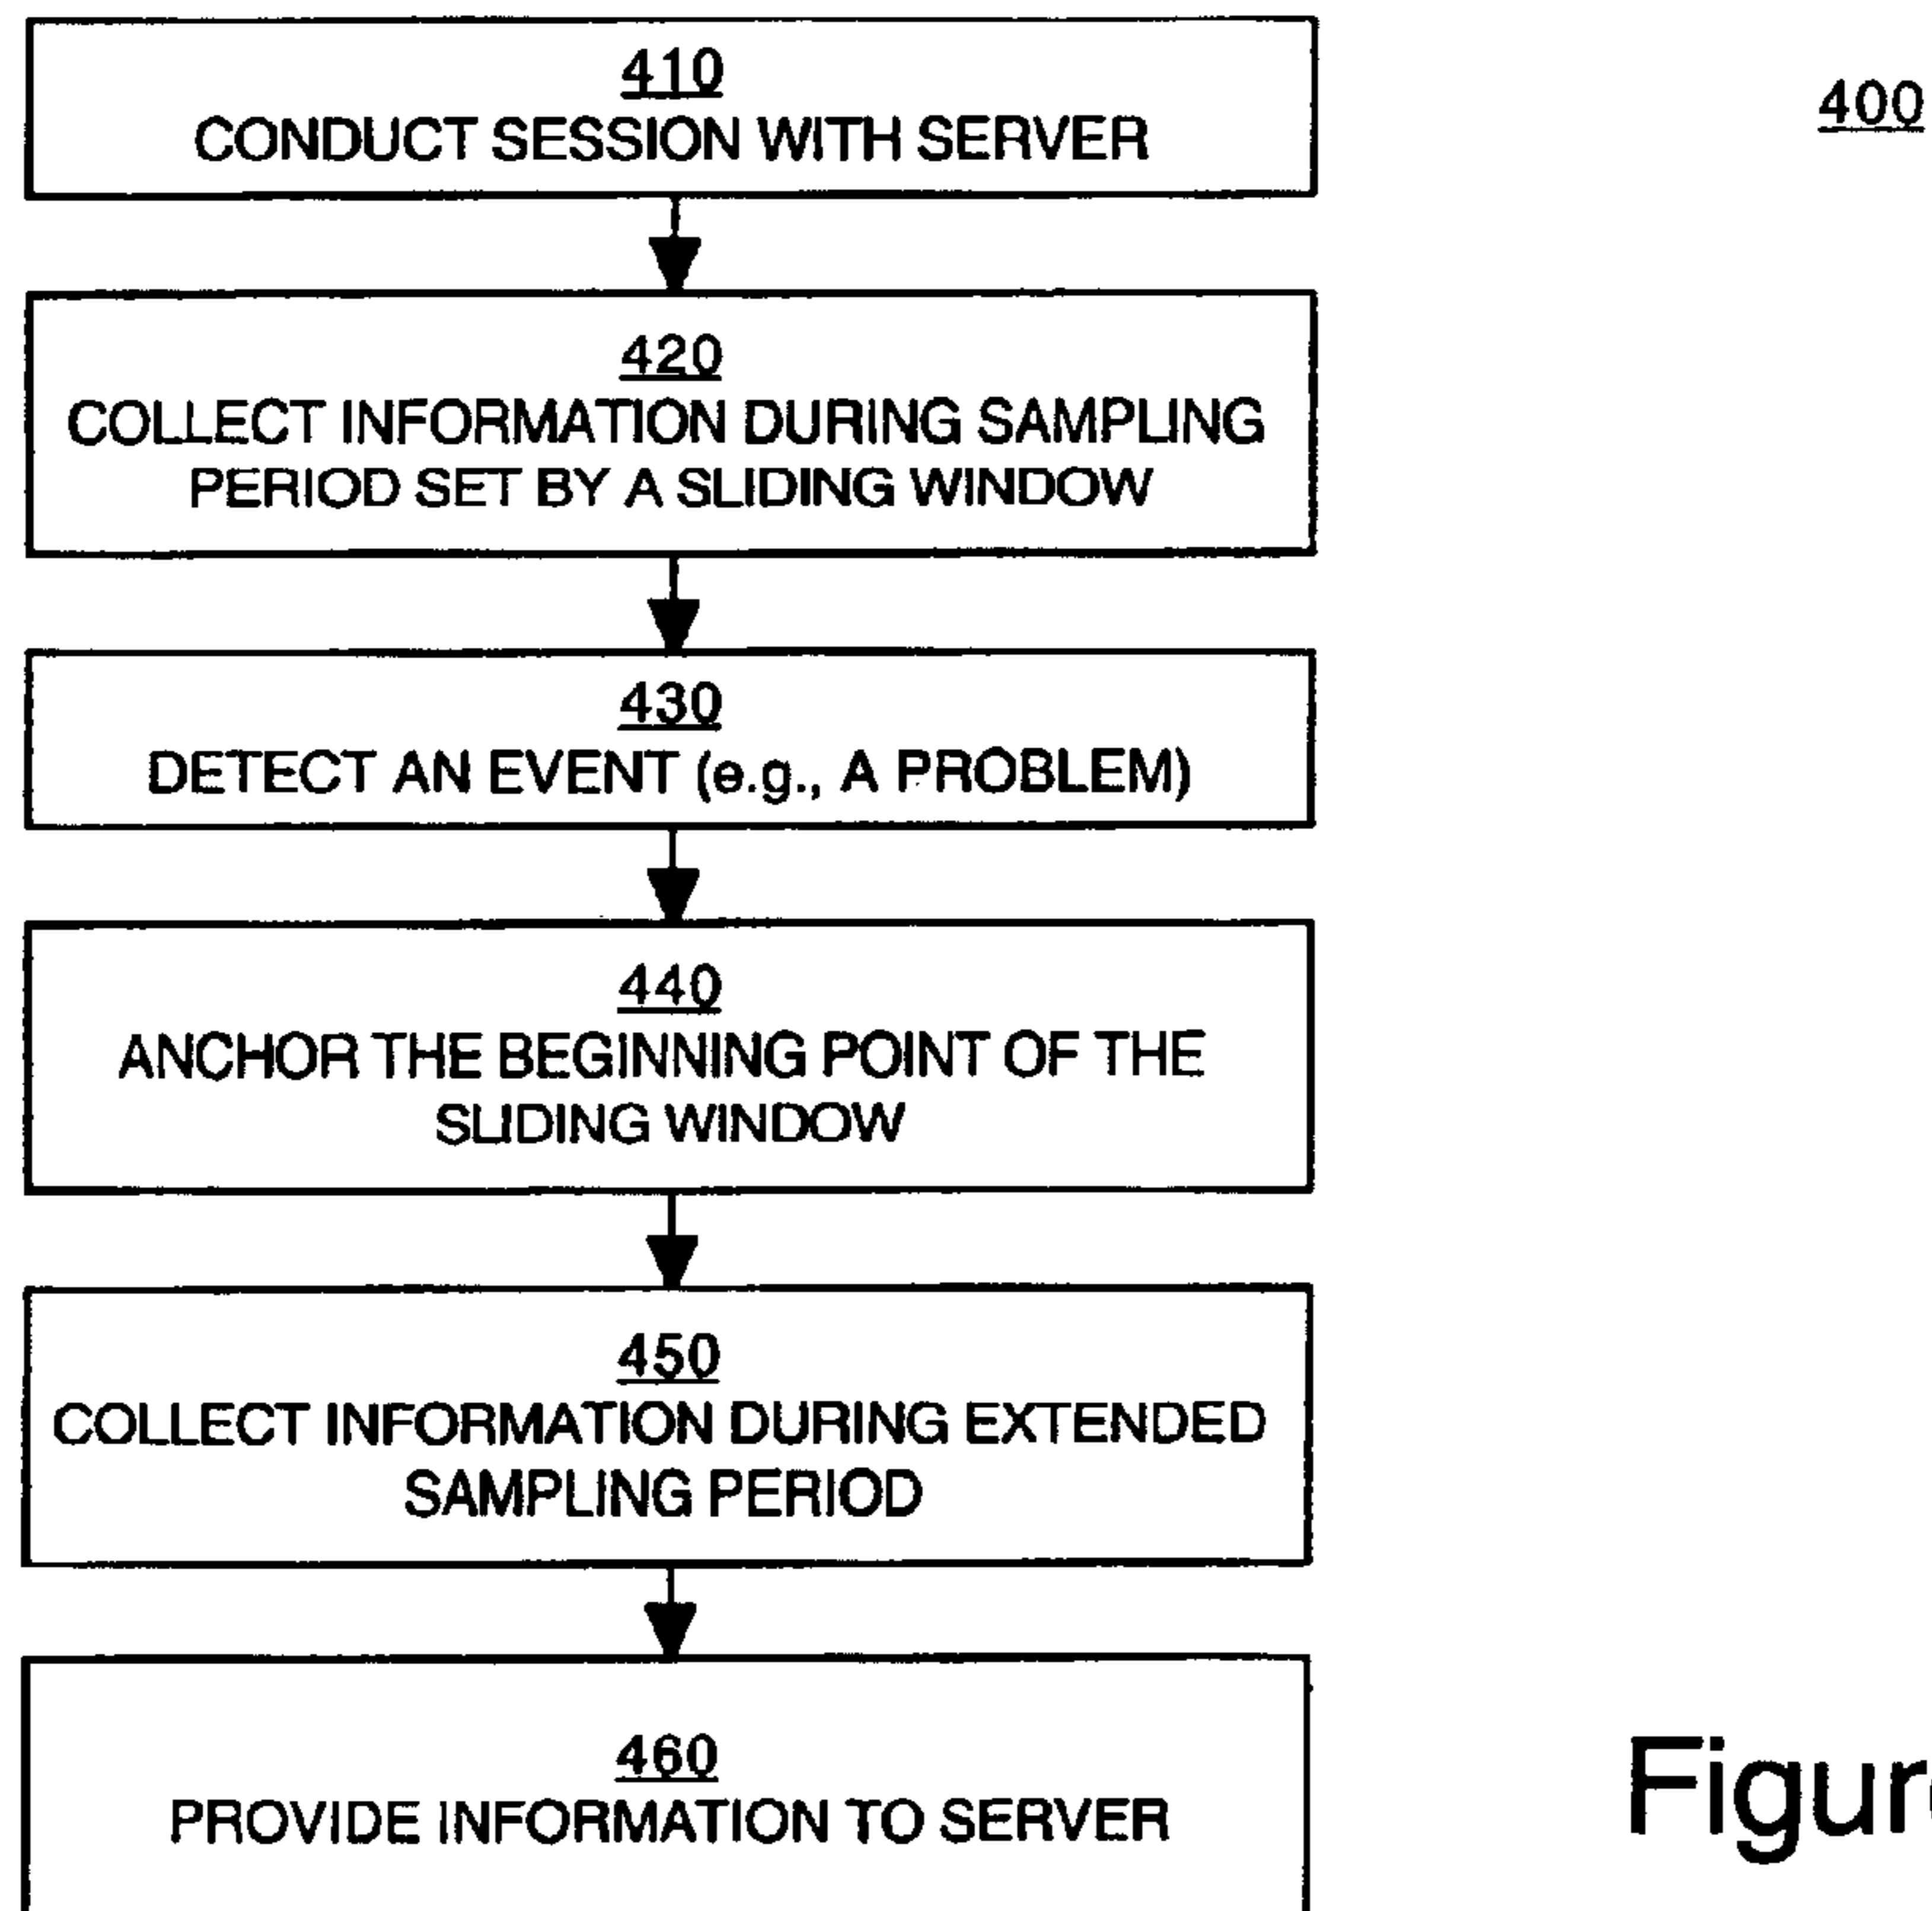 410
CONDUCT SESSION WITH SERVER
400
420
COLLECT INFORMATION DURING SAMPLING
PERIOD SET BY A SLIDING WINDOW
430
DETECT AN EVENT (e.g., A PROBLEM)
440
ANCHOR THE BEGINNING POINT OF THE
SLIDING WINDOW
450
COLLECT INFORMATION DURING EXTENDED
SAMPLING PERIOD
460
PROVIDE INFORMATION TO SERVER